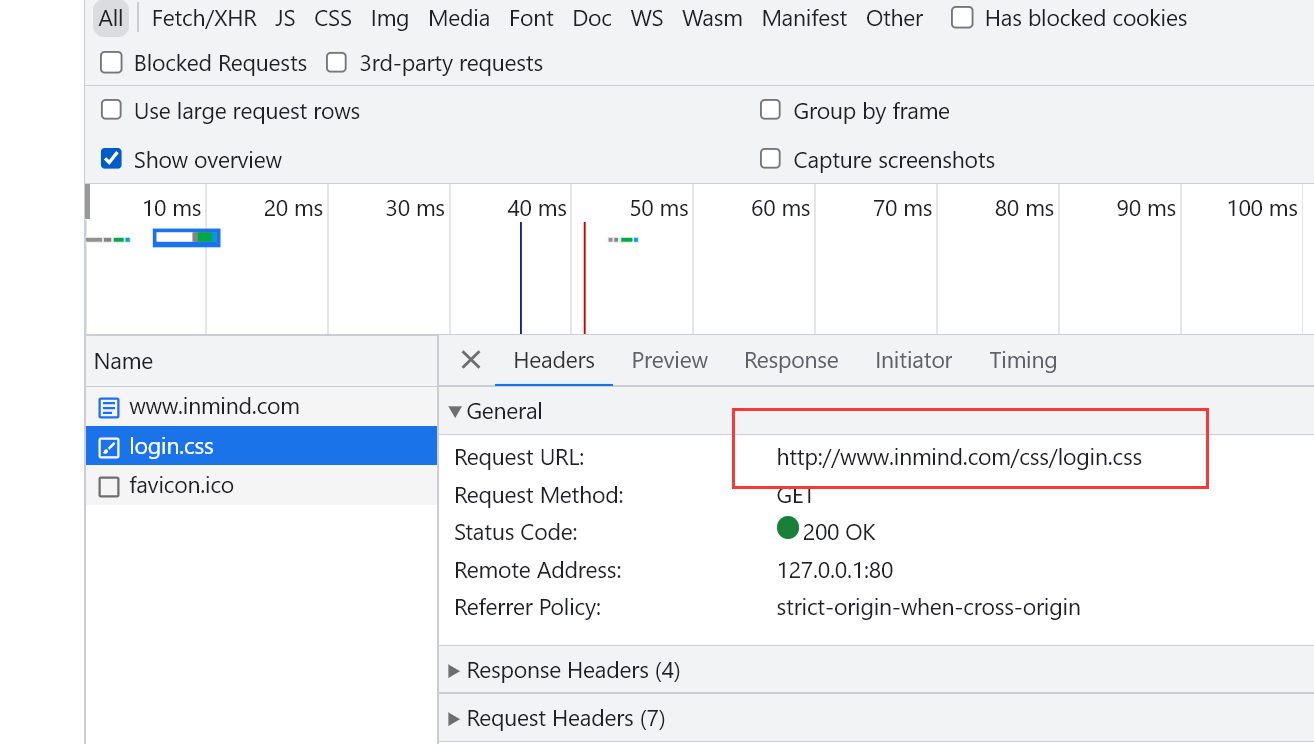 All Fetch/XHR JS CSS Img Media Font Doc WS Wasm Manifest Other Has blocked cookies
Blocked Requests 3rd-party requests
Use large request rows Group by frame
Show overview Capture screenshots
10 ms 20 ms 30 ms 40 ms 50 ms 60 ms 70 ms 80 ms 90 ms 100 ms
Name
www.inmind.com
login.css
favicon.ico
Headers Preview Response Initiator Timing
General
Request URL: http://www.inmind.com/css/login.css
Request Method: GET
Status Code: 200 OK
Remote Address: 127.0.0.1:80
Referrer Policy: strict-origin-when-cross-origin
Response Headers (4)
Request Headers (7)